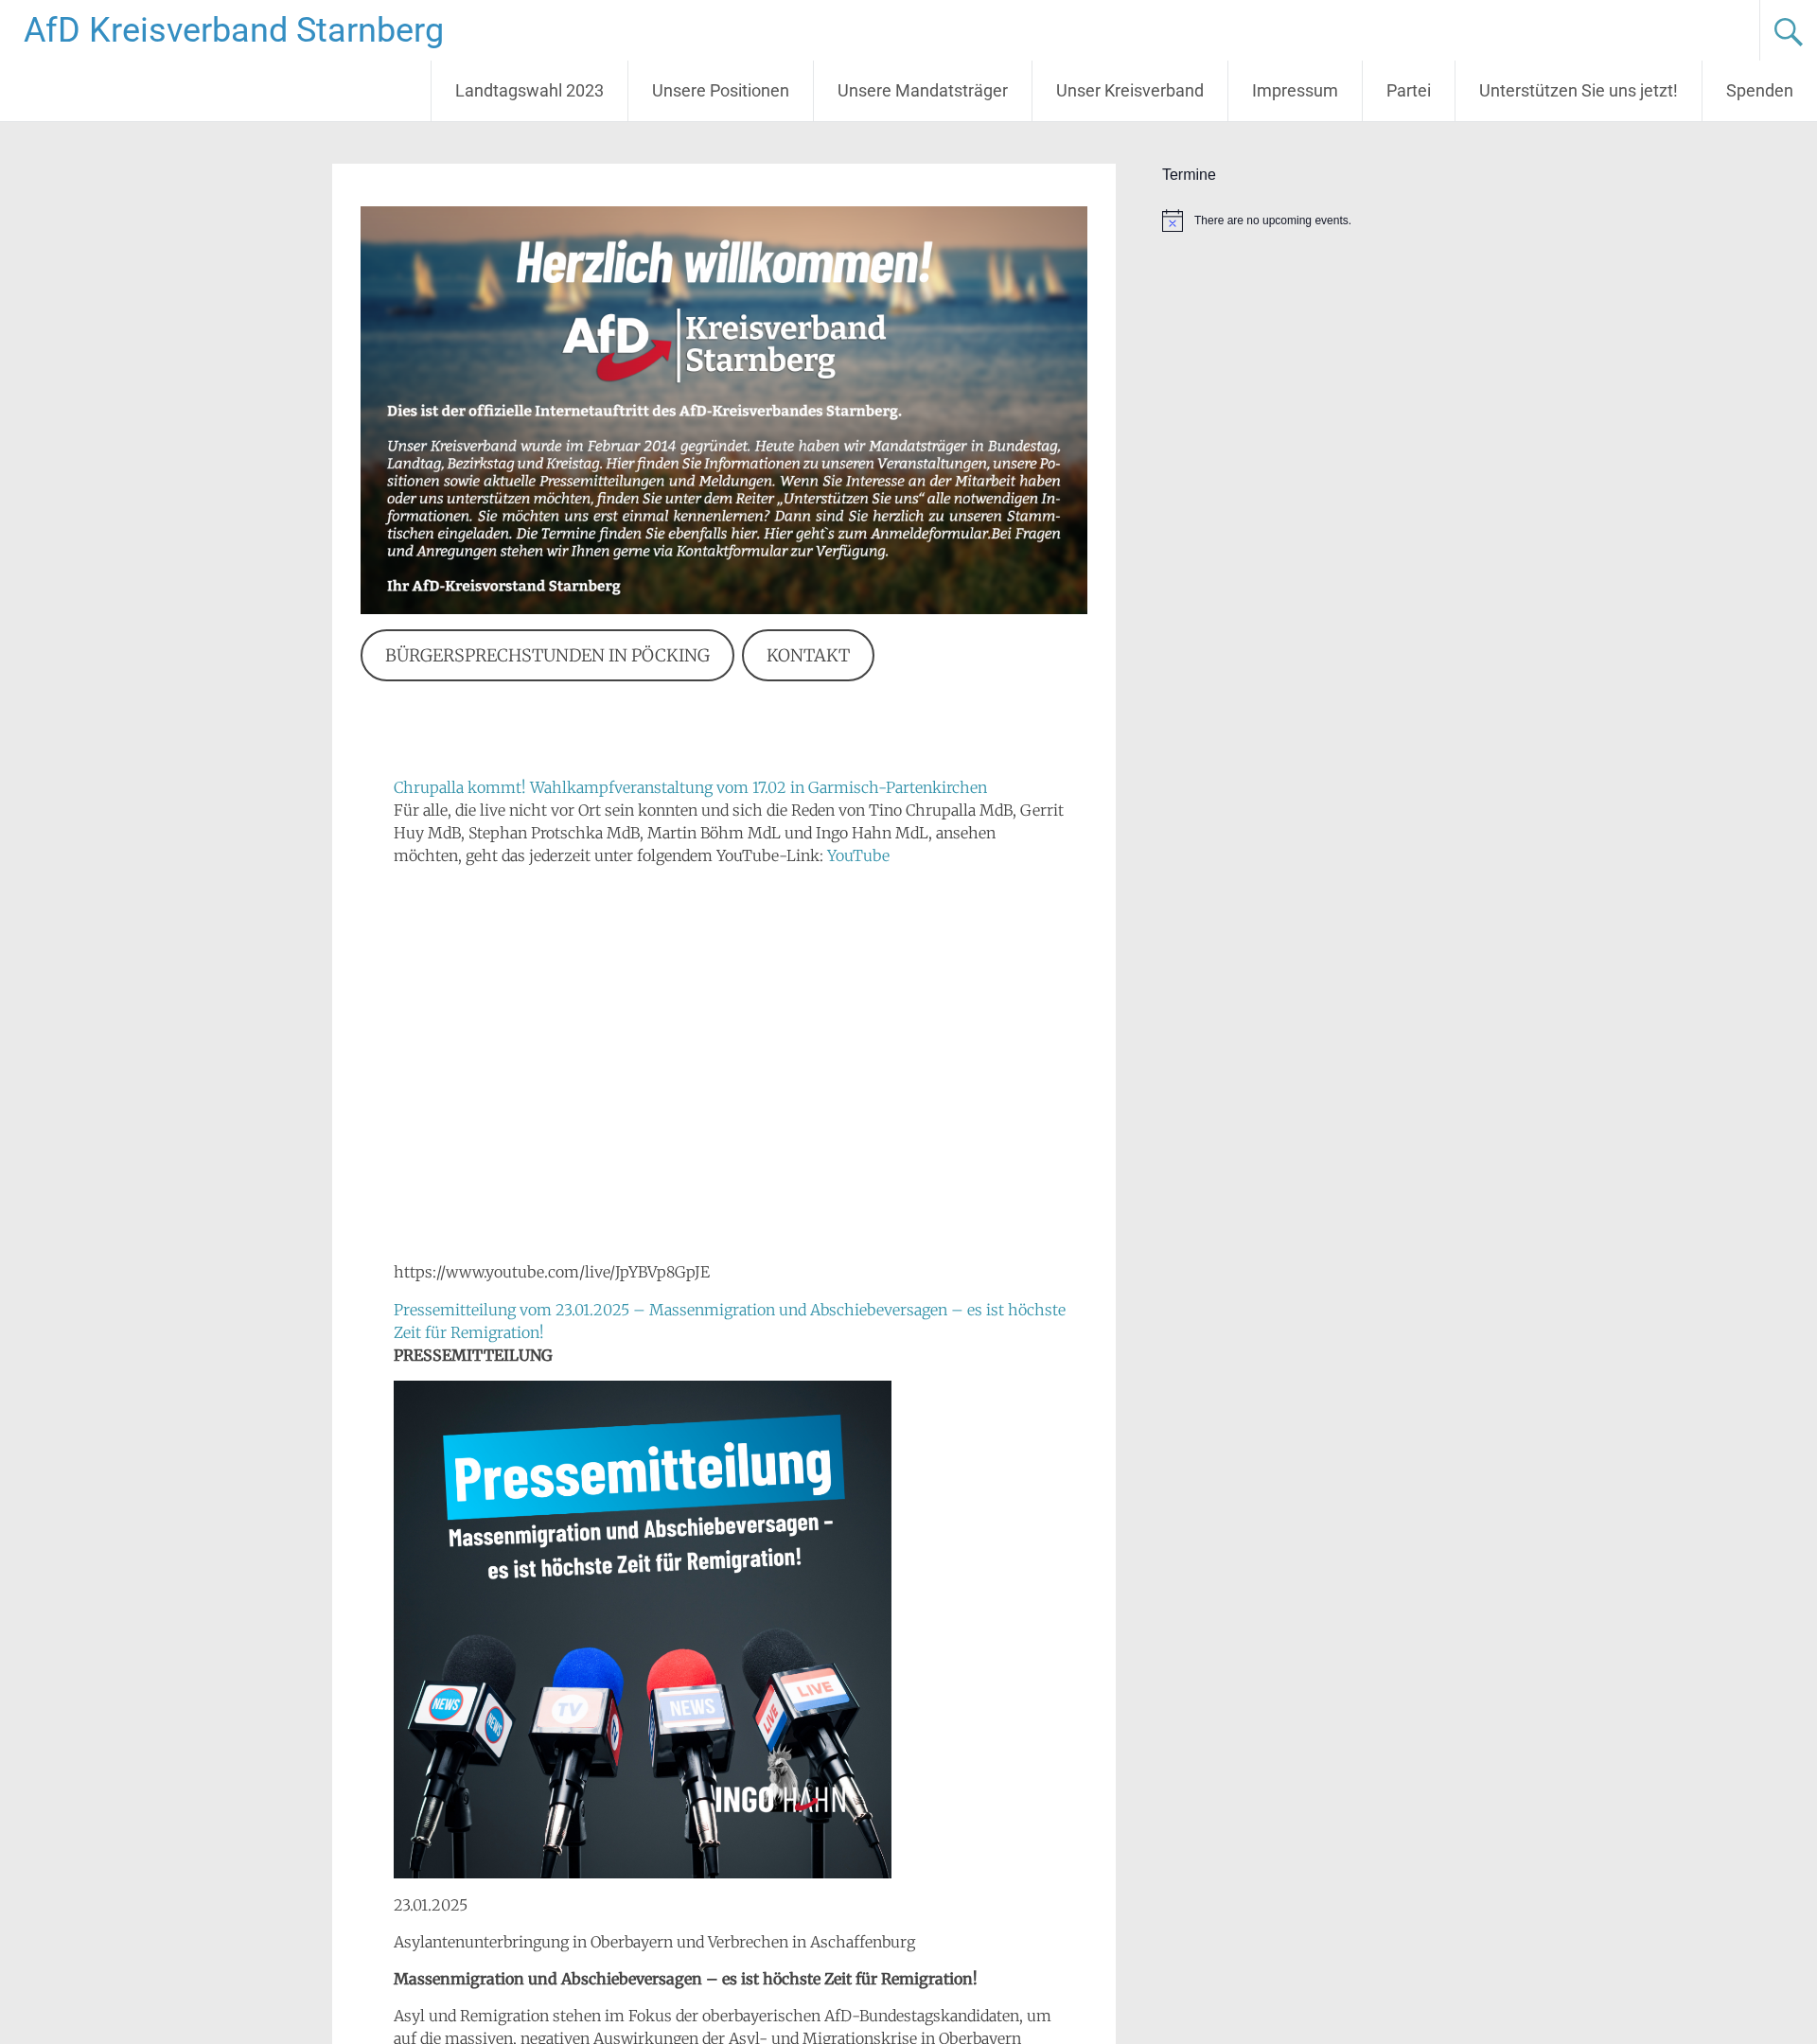 AfD Kreisverband Starnberg
Landtagswahl 2023
Unsere Positionen
Unsere Mandatsträger
Unser Kreisverband
Impressum
Partei
Unterstützen Sie uns jetzt!
Spenden
Herzlich willkommen!
AfD Kreisverband
Starnberg
Dies ist der offizielle Internetauftritt des AfD-Kreisverbandes Starnberg.
Unser Kreisverband wurde im Februar 2014 gegründet. Heute haben wir Mandatsträger in Bundestag,
Landtag, Bezirkstag und Kreistag. Hier finden Sie Informationen zu unseren Veranstaltungen, unsere Po-
sitionen sowie aktuelle Pressemitteilungen und Meldungen. Wenn Sie Interesse an der Mitarbeit haben
oder uns unterstützen möchten, finden Sie unter dem Reiter „Unterstützen Sie uns“ alle notwendigen In-
formationen. Sie möchten uns erst einmal kennenlernen? Dann sind Sie herzlich zu unseren Stamm-
tischen eingeladen. Die Termine finden Sie ebenfalls hier. Hier geht`s zum Anmeldeformular.Bei Fragen
und Anregungen stehen wir Ihnen gerne via Kontaktformular zur Verfügung.
Ihr AfD-Kreisvorstand Starnberg
BÜRGERSPRECHSTUNDEN IN PÖCKING
KONTAKT
Termine
There are no upcoming events.
Chrupalla kommt! Wahlkampfveranstaltung vom 17.02 in Garmisch-Partenkirchen
Für alle, die live nicht vor Ort sein konnten und sich die Reden von Tino Chrupalla MdB, Gerrit
Huy MdB, Stephan Protschka MdB, Martin Böhm MdL und Ingo Hahn MdL, ansehen
möchten, geht das jederzeit unter folgendem YouTube-Link: YouTube
https://www.youtube.com/live/JpYBVp8GpJE
Pressemitteilung vom 23.01.2025 – Massenmigration und Abschiebeversagen – es ist höchste
Zeit für Remigration!
PRESSEMITTEILUNG
Pressemitteilung
Massenmigration und Abschiebeversagen –
es ist höchste Zeit für Remigration!
NEWS
NEWS
TV
NEWS
LIVE
LIVE
INGO HAHN
23.01.2025
Asylantenunterbringung in Oberbayern und Verbrechen in Aschaffenburg
Massenmigration und Abschiebeversagen – es ist höchste Zeit für Remigration!
Asyl und Remigration stehen im Fokus der oberbayerischen AfD-Bundestagskandidaten, um
auf die massiven, negativen Auswirkungen der Asyl- und Migrationskrise in Oberbayern